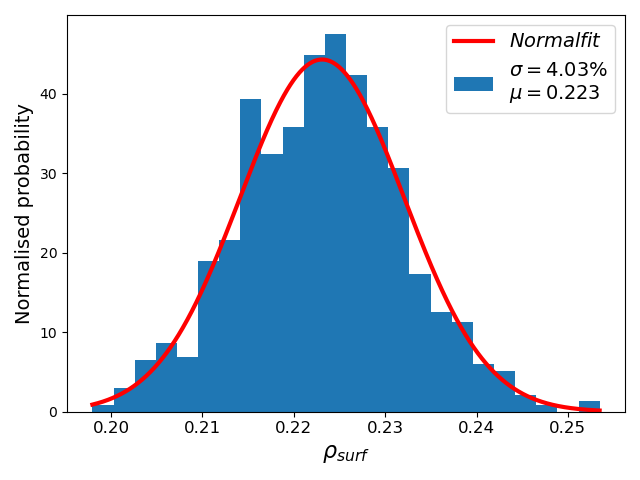 Normalfit
σ = 4.03%
μ = 0.223
Normalised probability
40
30
20
10
0
0.20 0.21 0.22 0.23 0.24 0.25
ρsurf